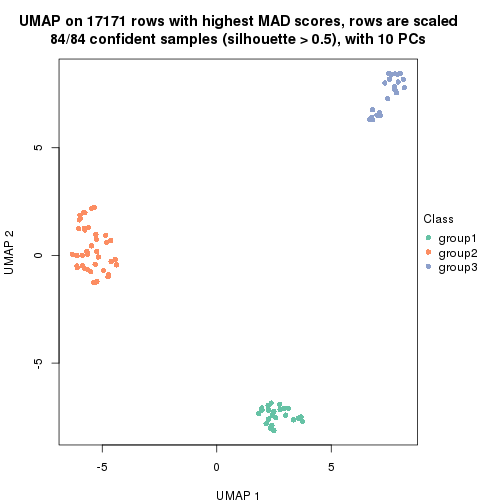 UMAP on 17171 rows with highest MAD scores, rows are scaled
84/84 confident samples (silhouette > 0.5), with 10 PCs
5
0
-5
UMAP 2
-5
0
5
UMAP 1
Class
group1
group2
group3